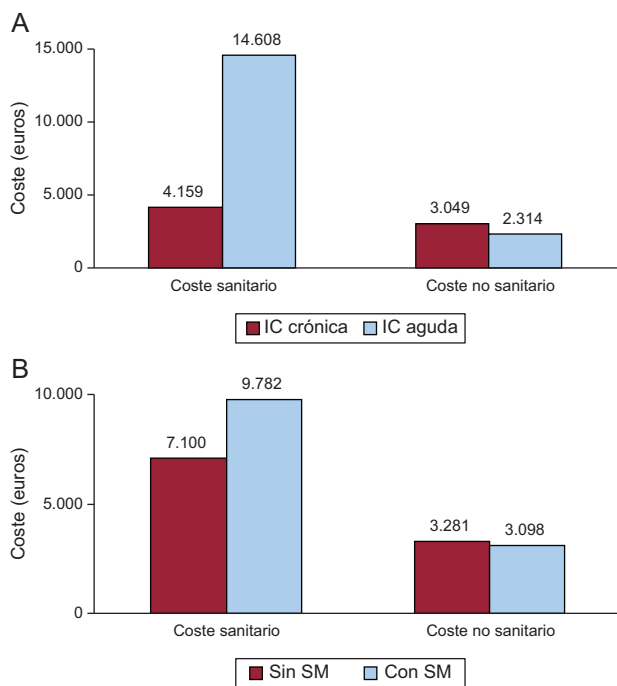 A
Coste (euros)
15.000
10.000
5.000
0
14.608
4.159
3.049
2.314
Coste sanitario
Coste no sanitario
IC crónica IC aguda
B
Coste (euros)
10.000
5.000
0
9.782
7.100
3.281
3.098
Coste sanitario
Coste no sanitario
Sin SM Con SM